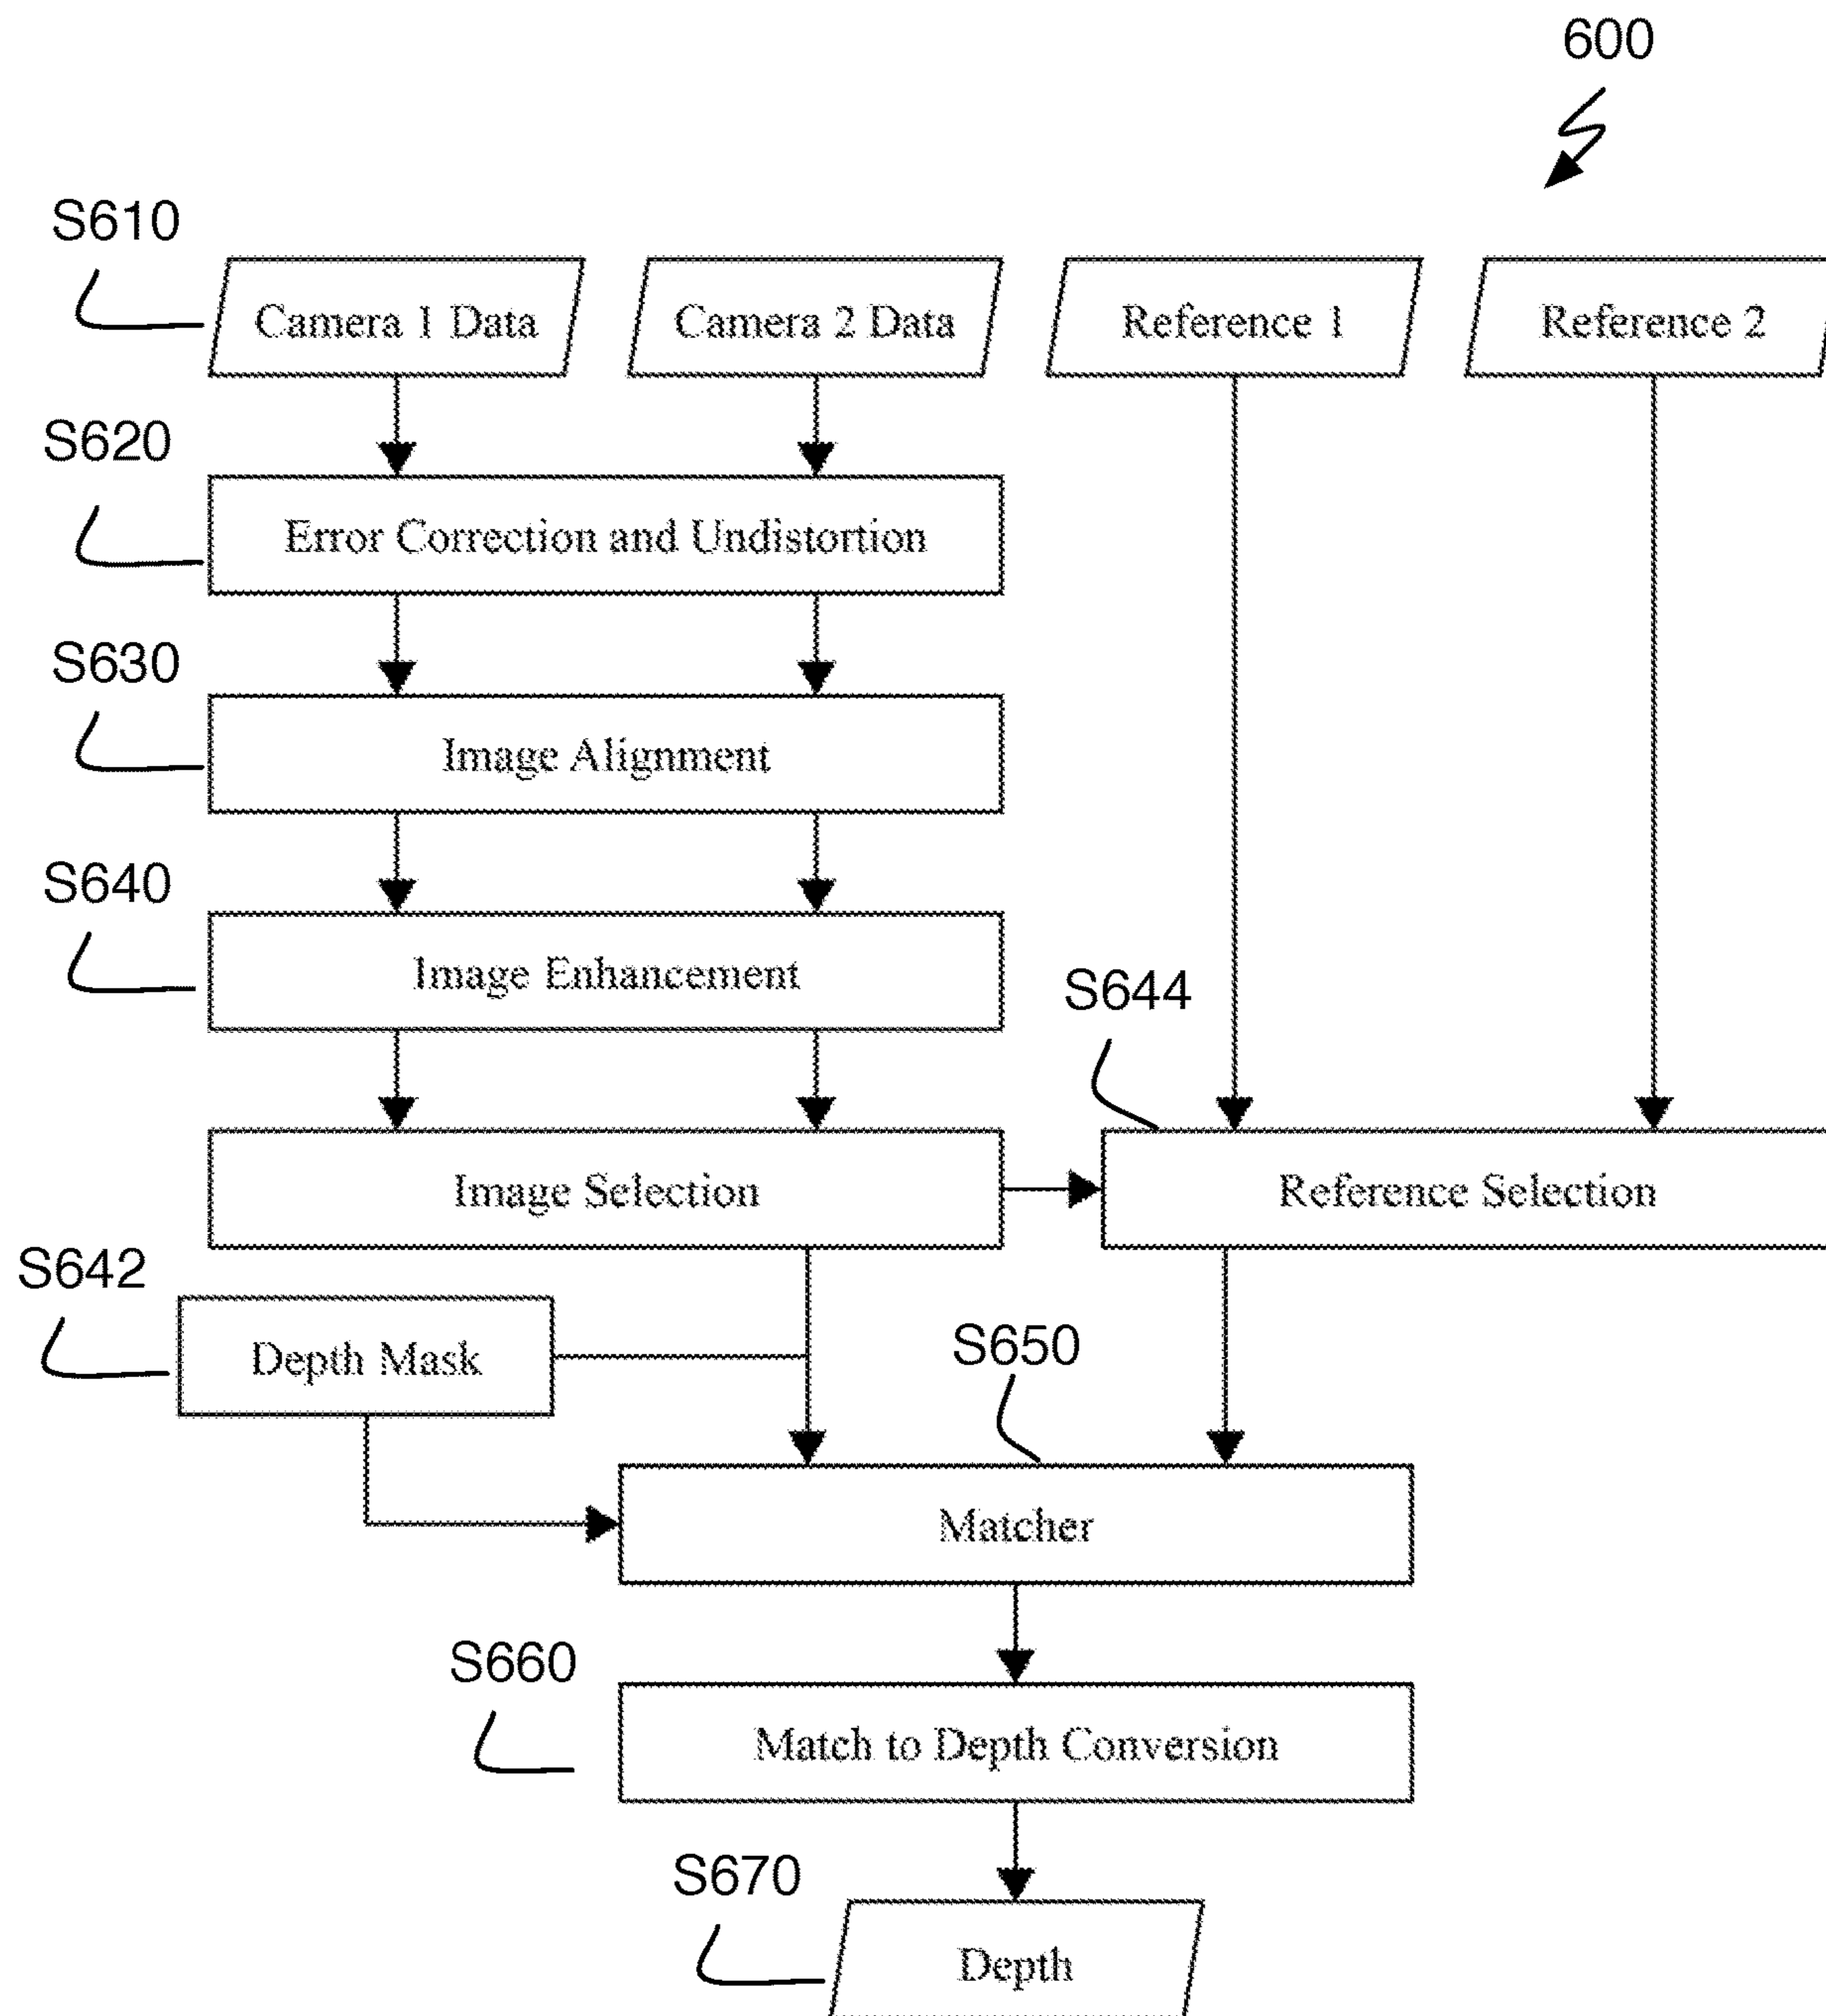 600
S610
Camera 1 Data
Camera 2 Data
Reference 1
Reference 2
S620
Error Correction and Undistortion
S630
Image Alignment
S640
Image Enhancement
S644
Image Selection
Reference Selection
S642
Depth Mask
S650
Matcher
S660
Match to Depth Conversion
S670
Depth